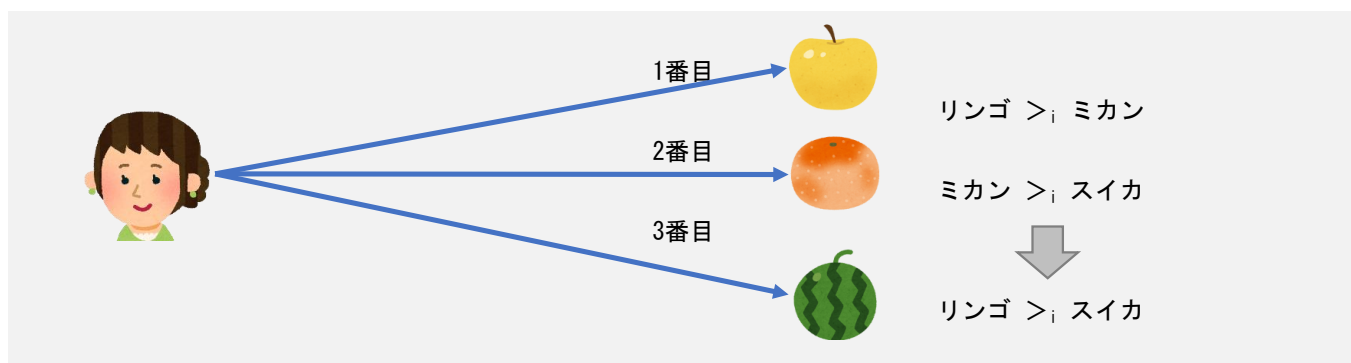 1番目
2番目
3番目
リンゴ ＞i ミカン
ミカン ＞i スイカ
リンゴ ＞i スイカ